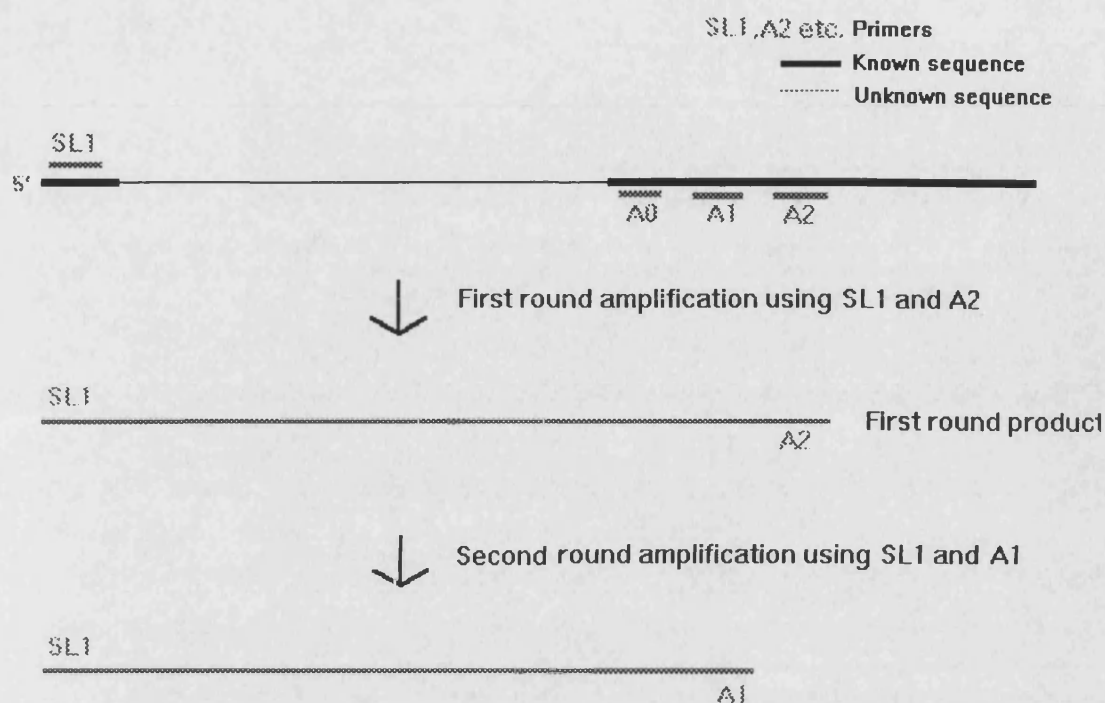 SL1,A2 etc. Primers
Known sequence
Unknown sequence
SL1
5'
A0 A1 A2
First round amplification using SL1 and A2
SL1
First round product
A2
Second round amplification using SL1 and A1
SL1
A1